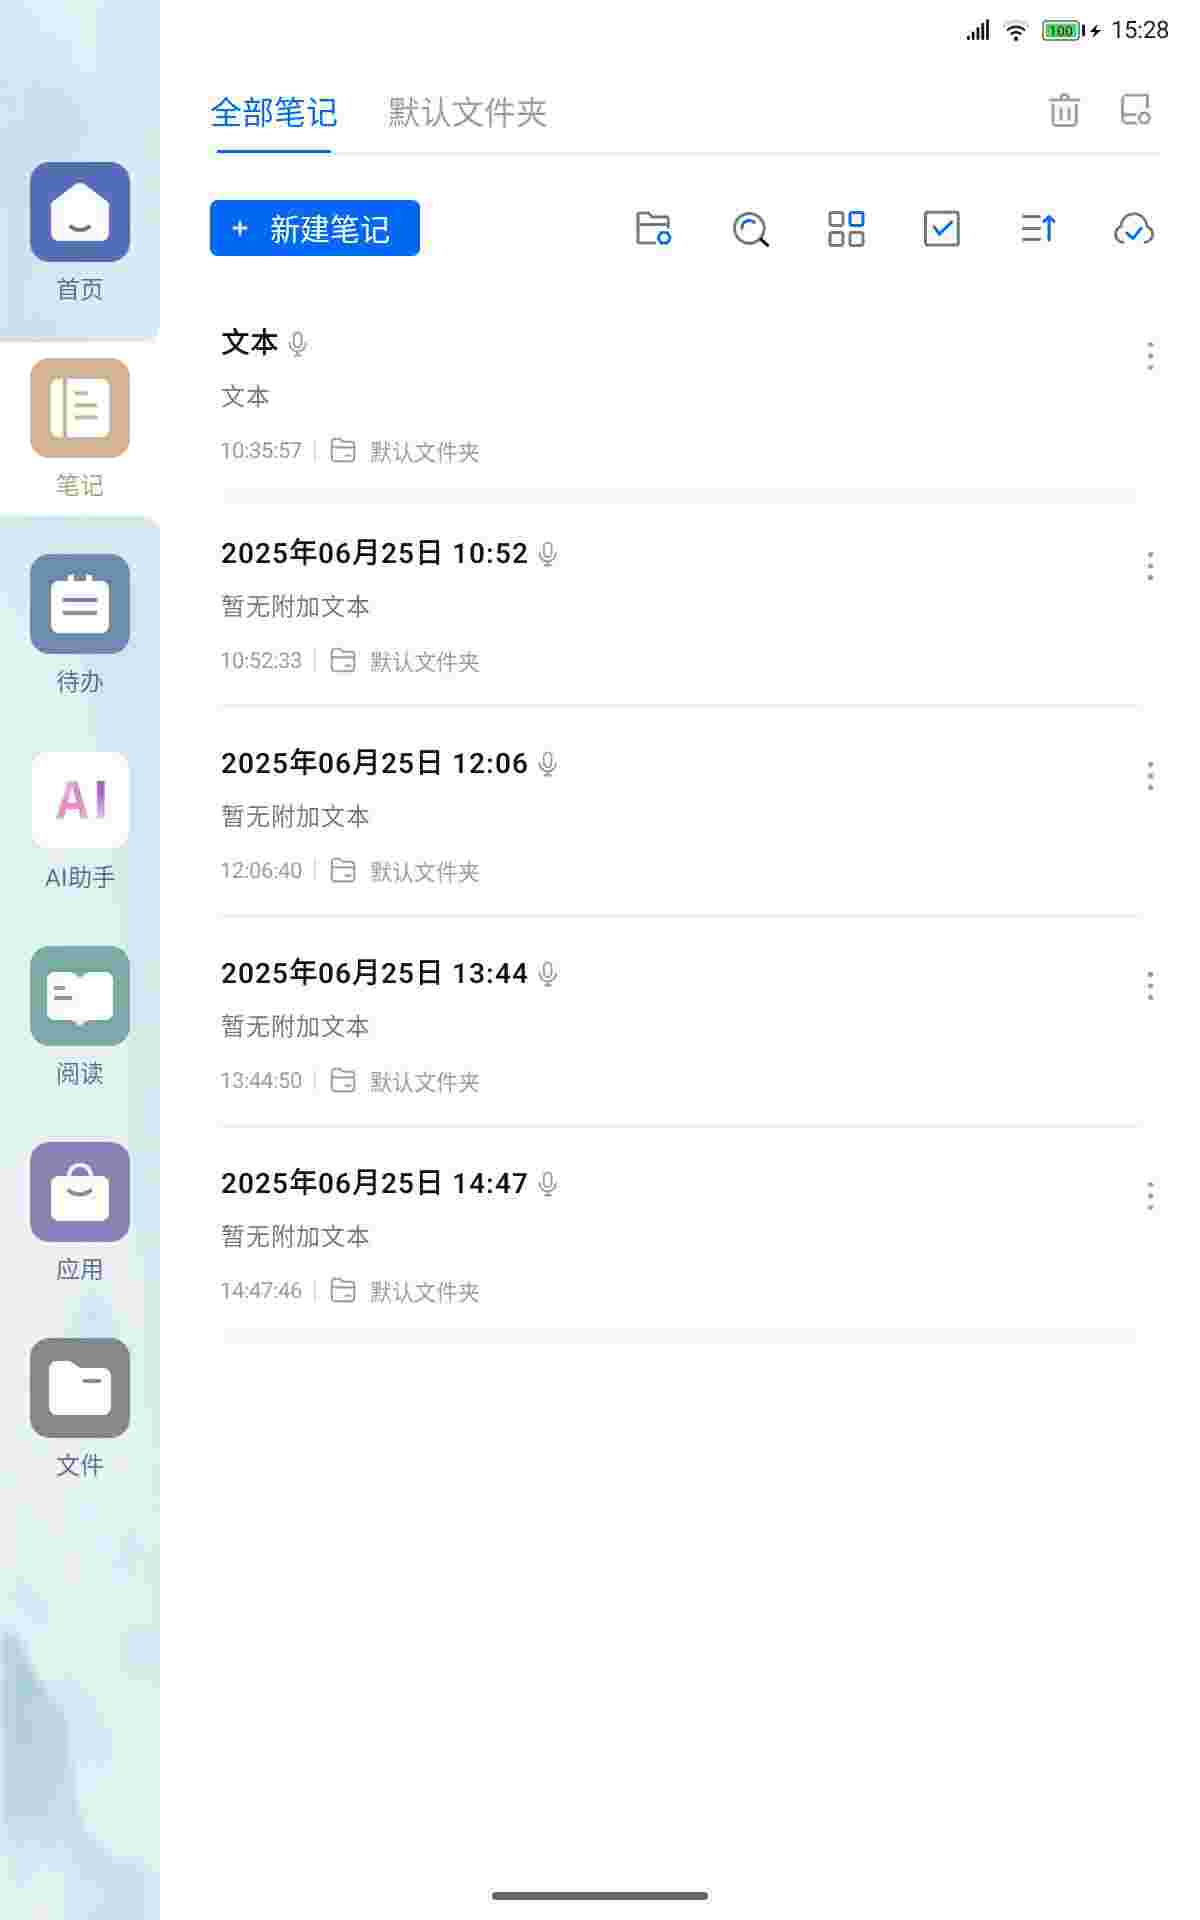 100 15:28
全部笔记 默认文件夹
+ 新建笔记
首页
笔记
待办
AI
AI助手
阅读
应用
文件
文本
文本
10:35:57 默认文件夹
2025年06月25日 10:52
暂无附加文本
10:52:33 默认文件夹
2025年06月25日 12:06
暂无附加文本
12:06:40 默认文件夹
2025年06月25日 13:44
暂无附加文本
13:44:50 默认文件夹
2025年06月25日 14:47
暂无附加文本
14:47:46 默认文件夹